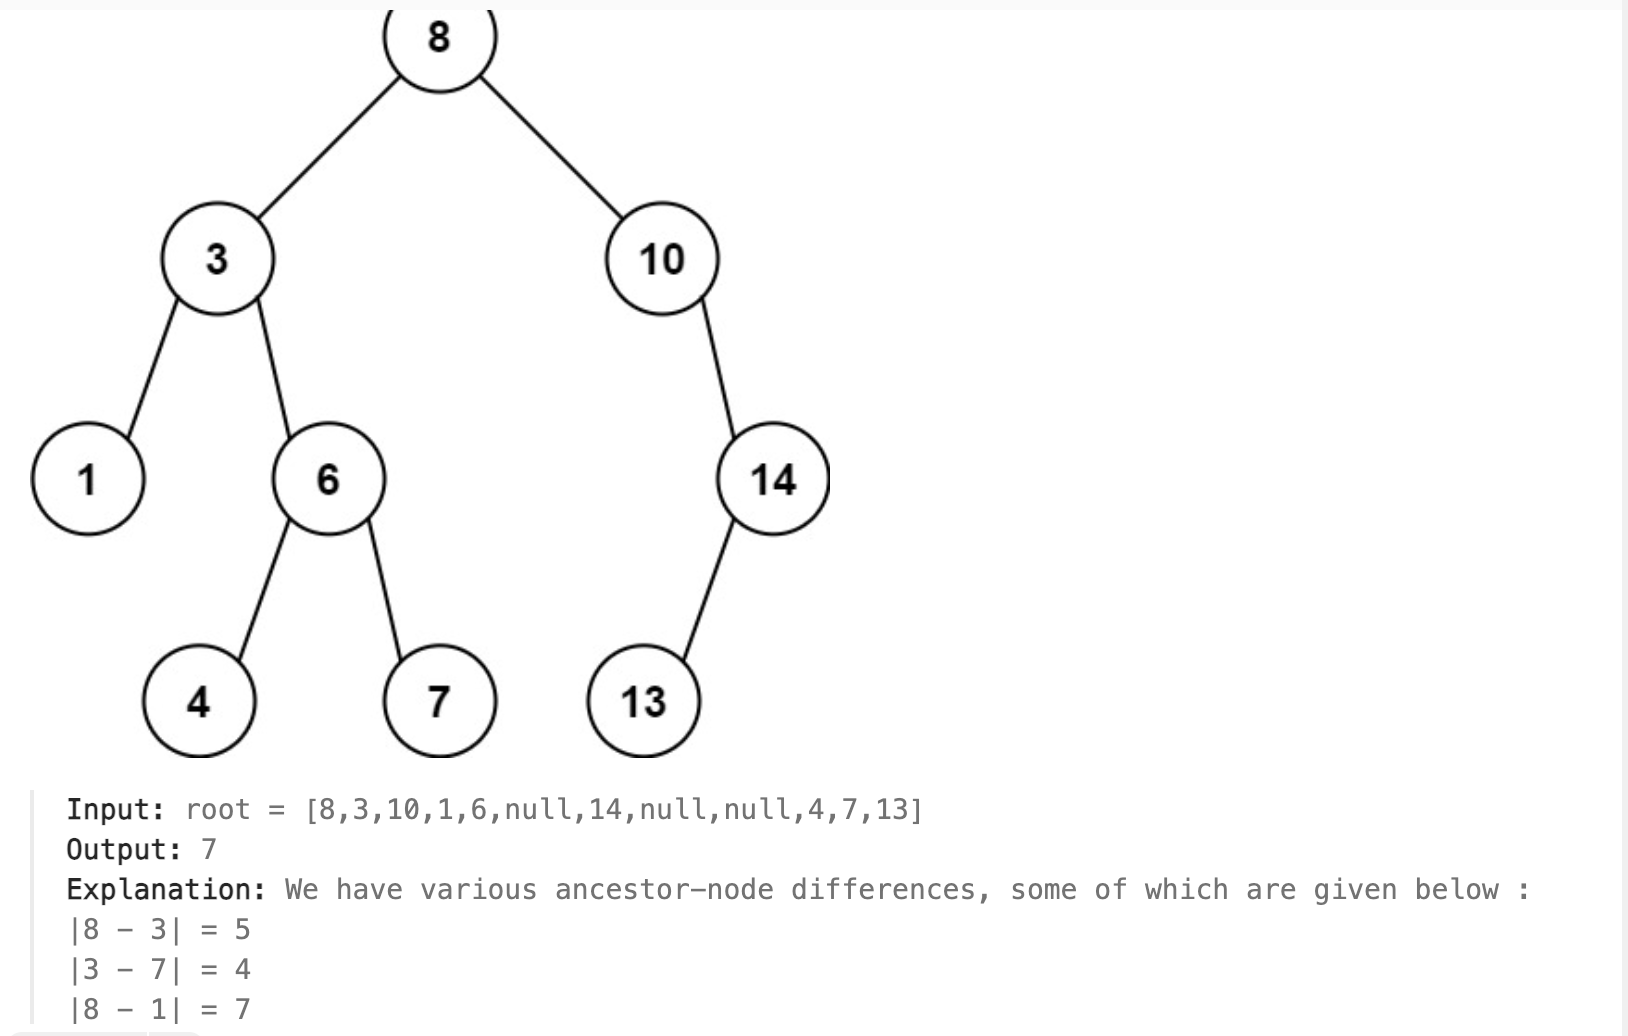 8
3 10
1 6 14
4 7 13
Input: root = [8,3,10,1,6,null,14,null,null,4,7,13]
Output: 7
Explanation: We have various ancestor-node differences, some of which are given below :
|8 - 3| = 5
|3 - 7| = 4
|8 - 1| = 7